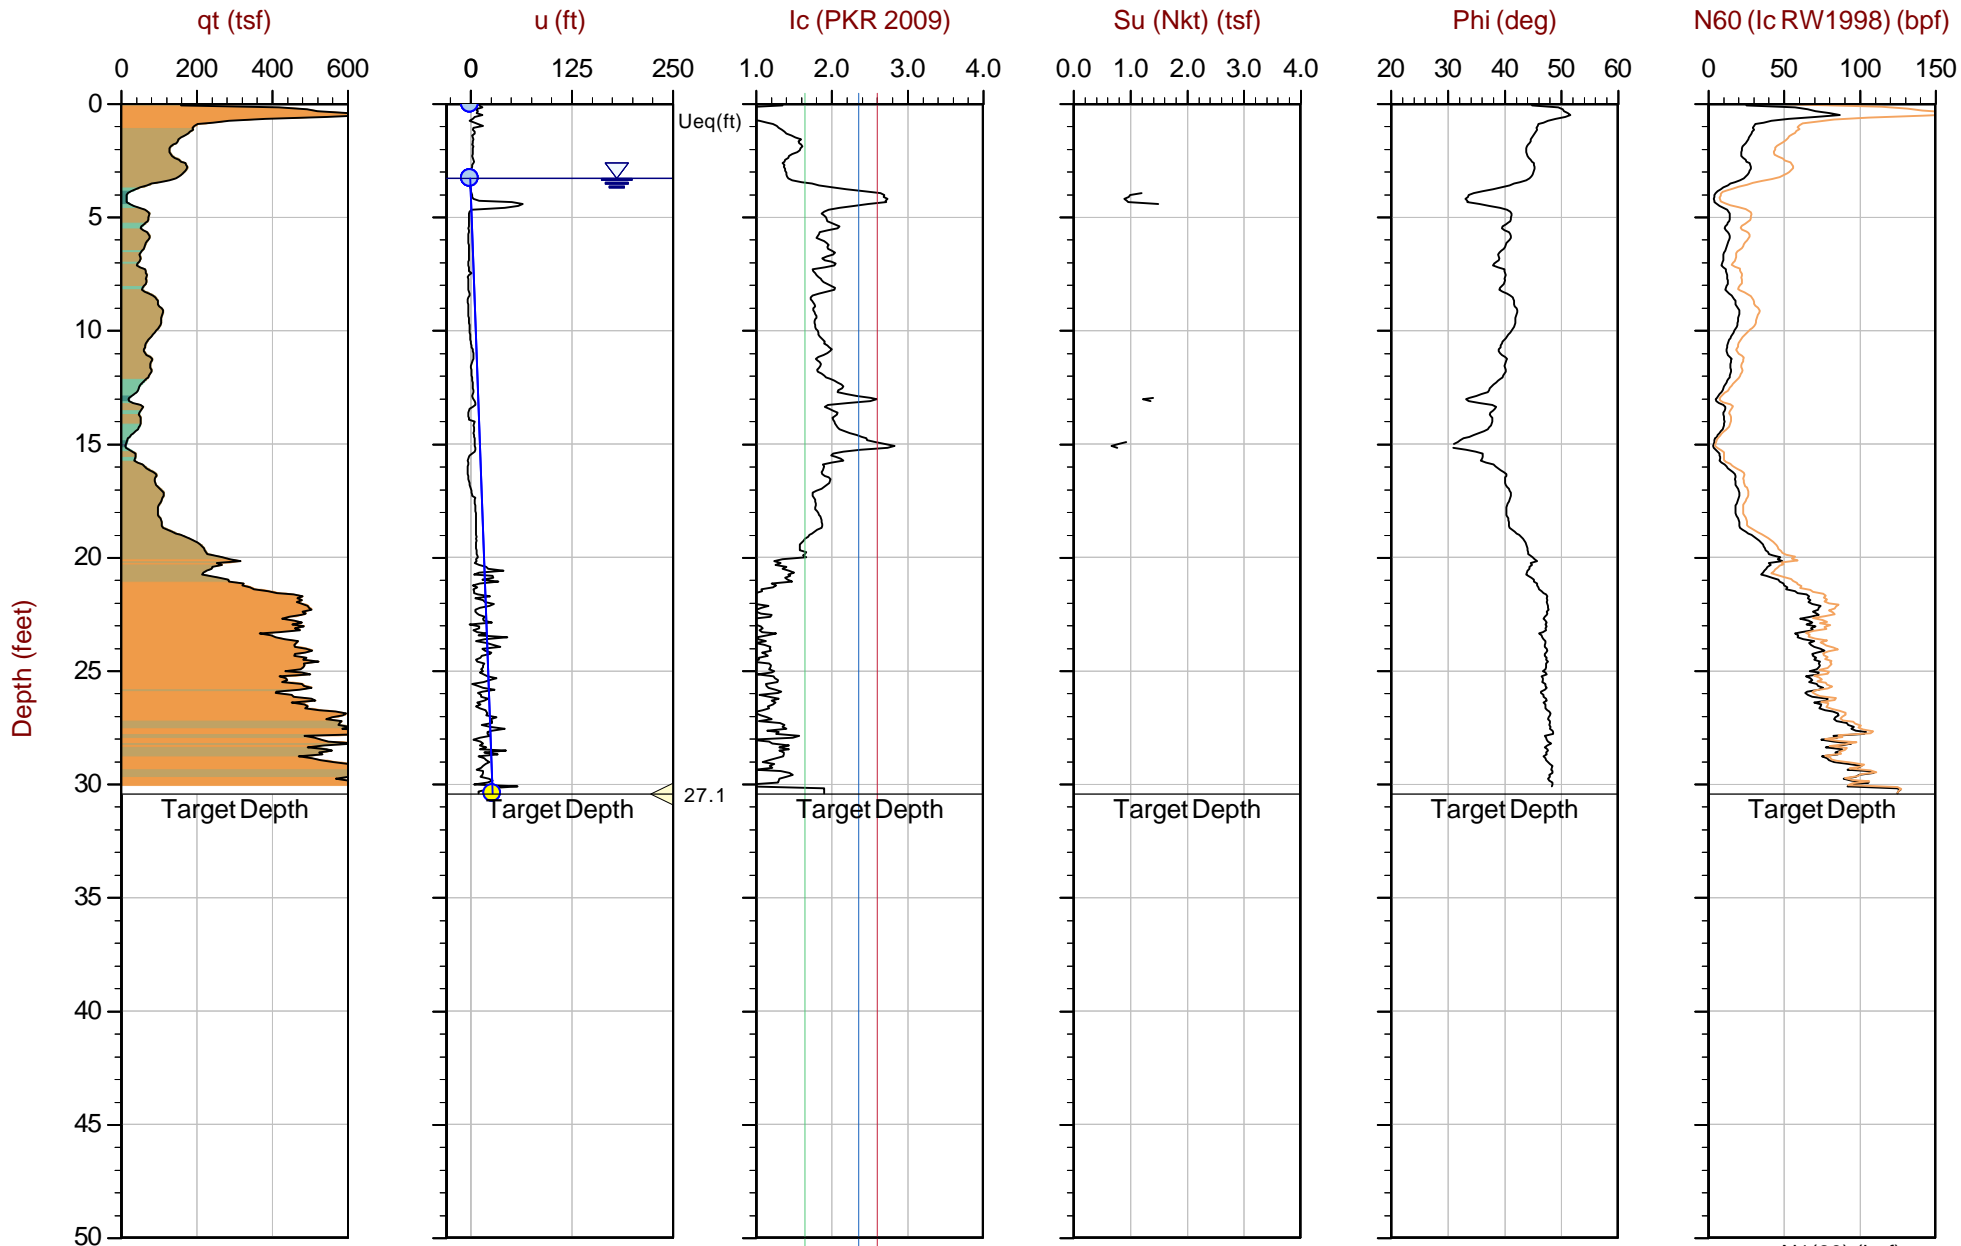 qt (tsf) u (ft) Ic (PKR 2009) Su (Nkt) (tsf) Phi (deg) N60 (Ic RW1998) (bpf)
0 200 400 600 0 125 250 1.0 2.0 3.0 4.0 0.0 1.0 2.0 3.0 4.0 20 30 40 50 60 0 50 100 150
0
Ueq(ft)
5
10
15
20
Depth (feet)
25
30
27.1
Target Depth Target Depth Target Depth Target Depth Target Depth Target Depth
35
40
45
50